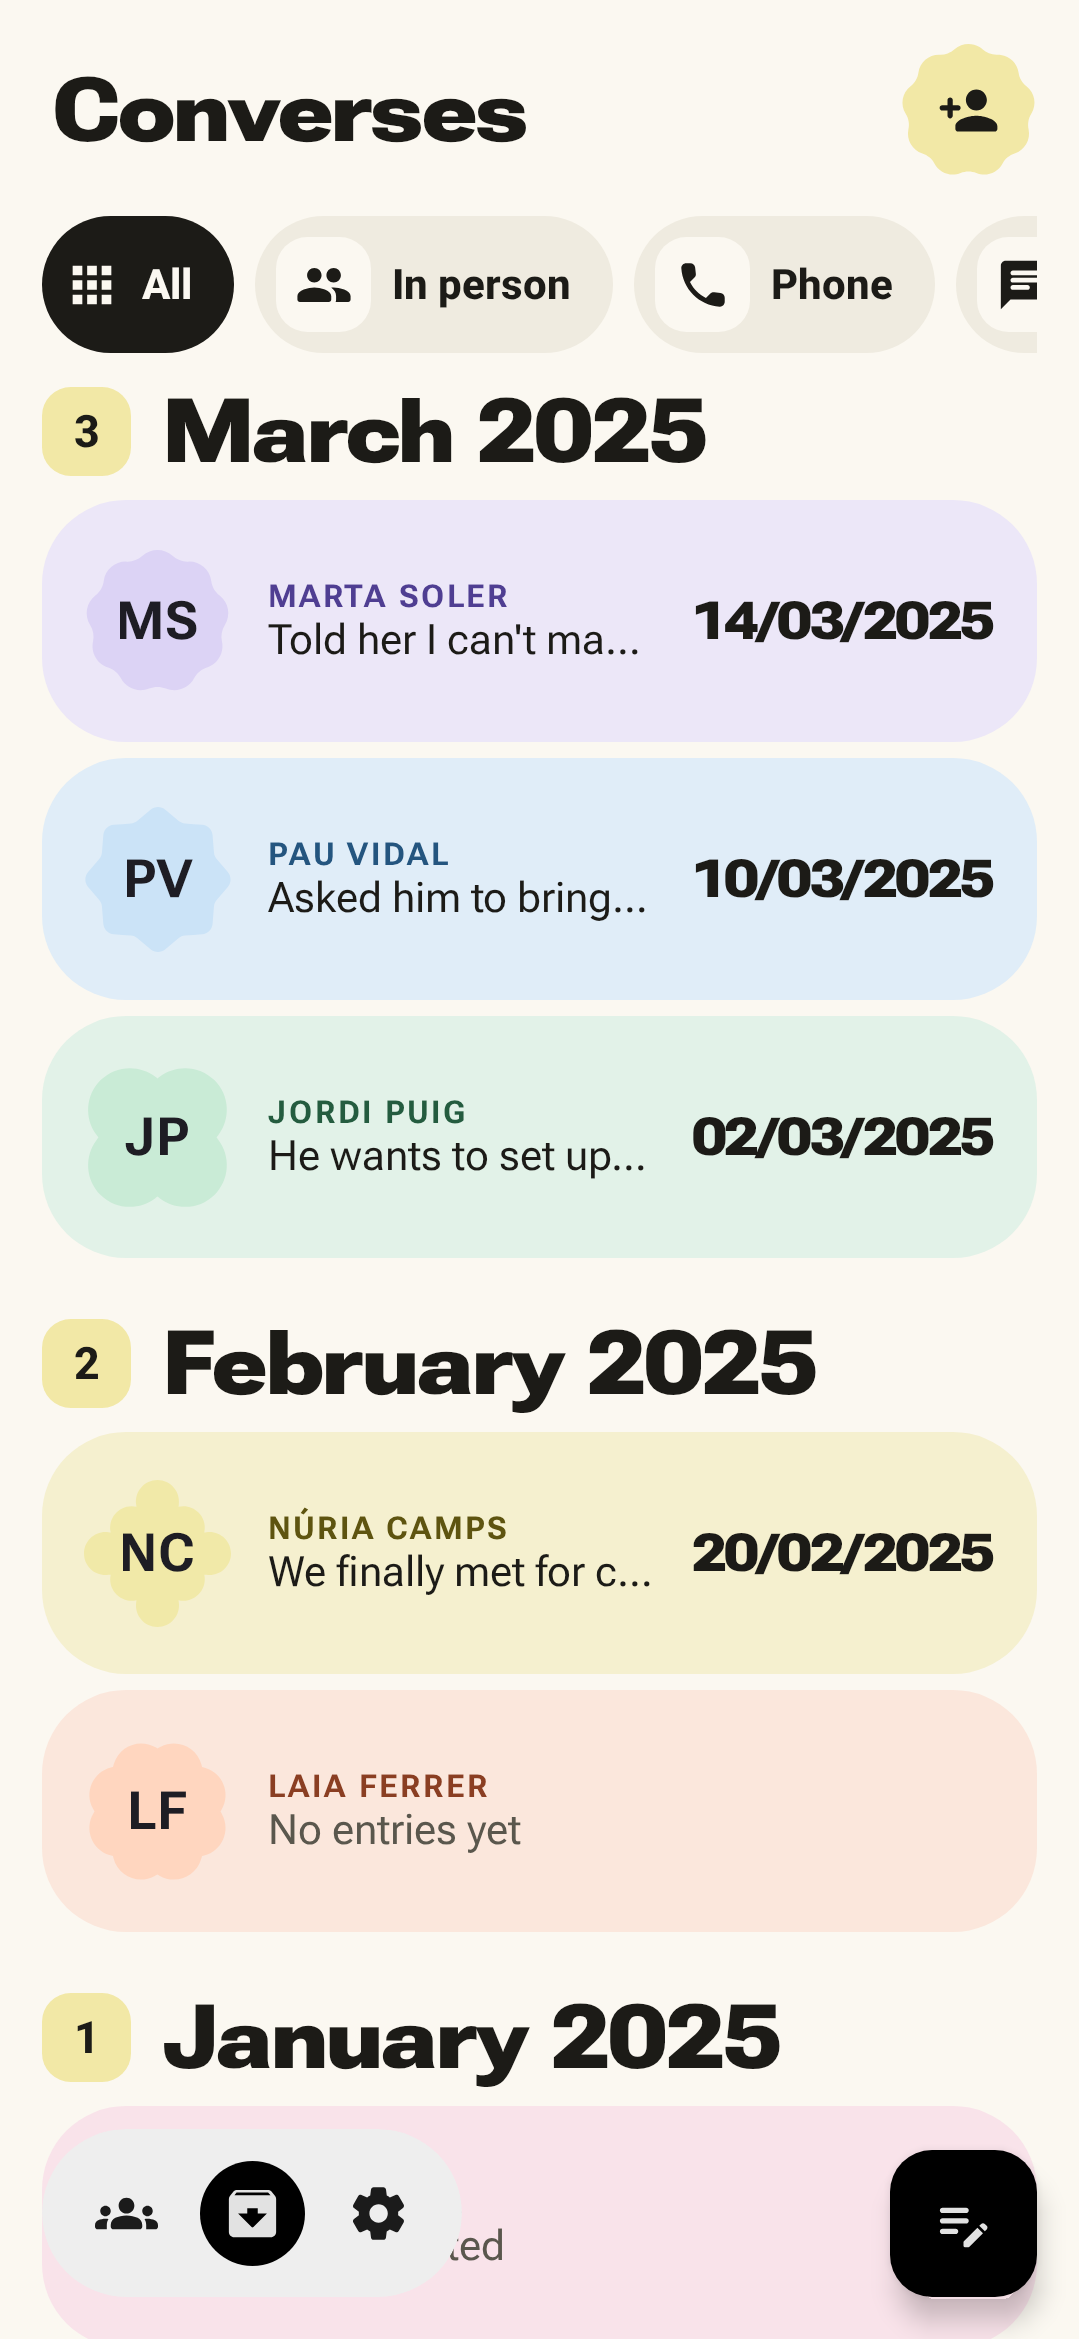 Converses
All
In person
Phone
3
March 2025
MS
MARTA SOLER
Told her I can't ma...
14/03/2025
PV
PAU VIDAL
Asked him to bring...
10/03/2025
JP
JORDI PUIG
He wants to set up...
02/03/2025
2
February 2025
NC
NÚRIA CAMPS
We finally met for c...
20/02/2025
LF
LAIA FERRER
No entries yet
1
January 2025